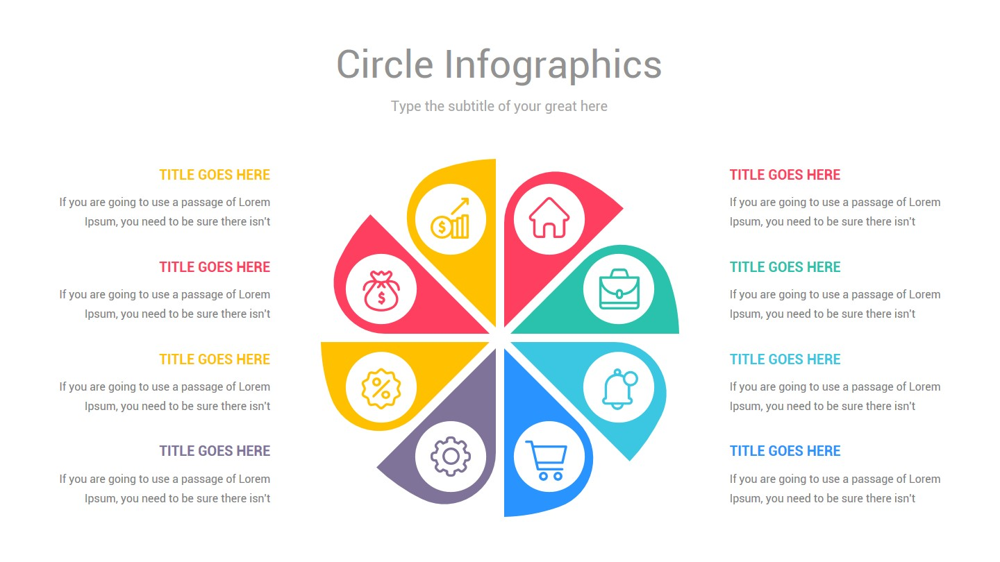 Circle Infographics
Type the subtitle of your great here
TITLE GOES HERE
If you are going to use a passage of Lorem
Ipsum, you need to be sure there isn't
TITLE GOES HERE
If you are going to use a passage of Lorem
Ipsum, you need to be sure there isn't
TITLE GOES HERE
If you are going to use a passage of Lorem
Ipsum, you need to be sure there isn't
TITLE GOES HERE
If you are going to use a passage of Lorem
Ipsum, you need to be sure there isn't
$
$
%
TITLE GOES HERE
If you are going to use a passage of Lorem
Ipsum, you need to be sure there isn't
TITLE GOES HERE
If you are going to use a passage of Lorem
Ipsum, you need to be sure there isn't
TITLE GOES HERE
If you are going to use a passage of Lorem
Ipsum, you need to be sure there isn't
TITLE GOES HERE
If you are going to use a passage of Lorem
Ipsum, you need to be sure there isn't